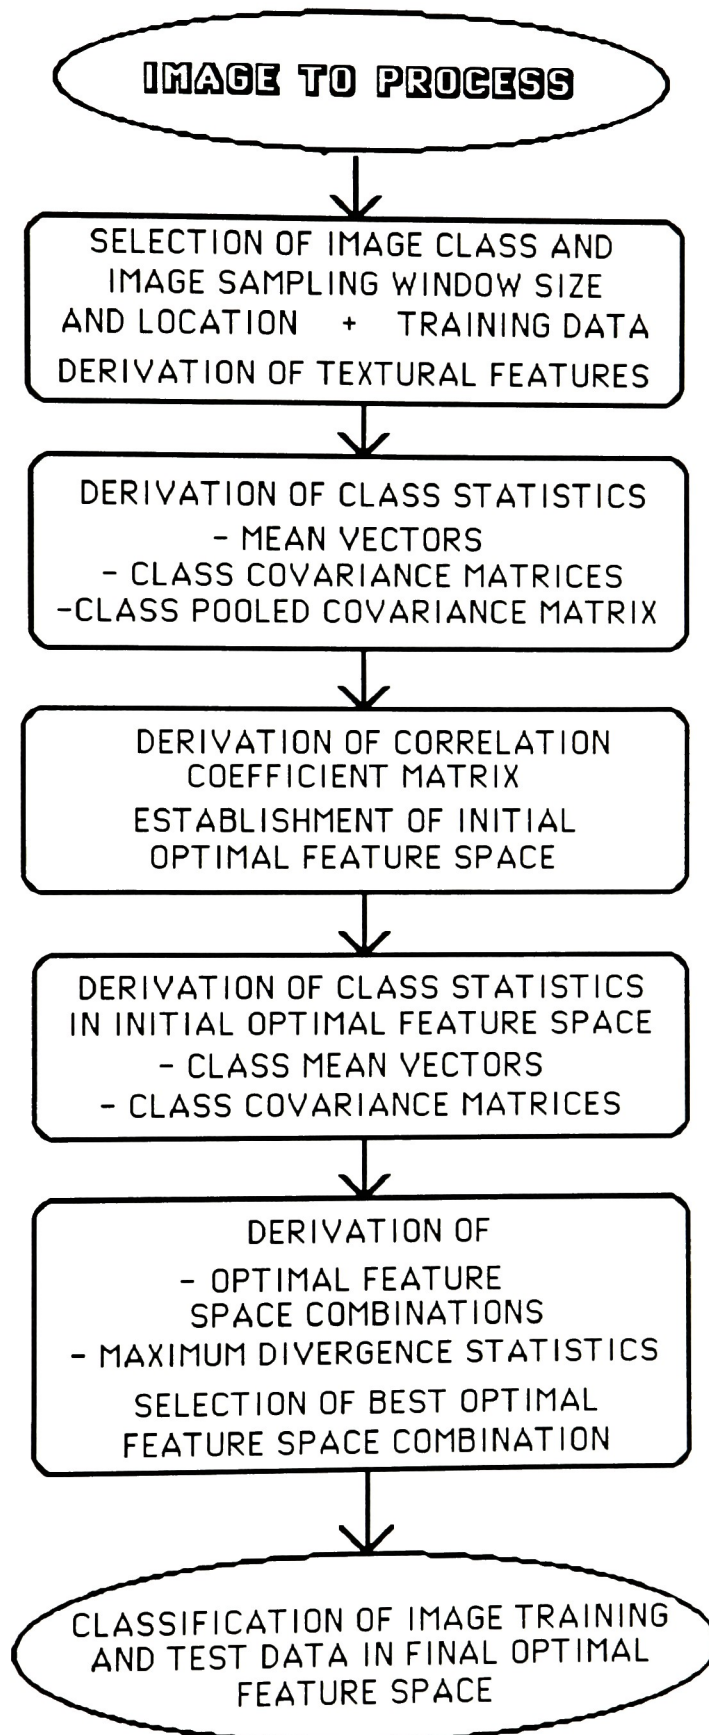 IMAGE TO PROCESS
SELECTION OF IMAGE CLASS AND
IMAGE SAMPLING WINDOW SIZE
AND LOCATION + TRAINING DATA
DERIVATION OF TEXTURAL FEATURES
DERIVATION OF CLASS STATISTICS
- MEAN VECTORS
- CLASS COVARIANCE MATRICES
-CLASS POOLED COVARIANCE MATRIX
DERIVATION OF CORRELATION
COEFFICIENT MATRIX
ESTABLISHMENT OF INITIAL
OPTIMAL FEATURE SPACE
DERIVATION OF CLASS STATISTICS
IN INITIAL OPTIMAL FEATURE SPACE
- CLASS MEAN VECTORS
- CLASS COVARIANCE MATRICES
DERIVATION OF
- OPTIMAL FEATURE
SPACE COMBINATIONS
- MAXIMUM DIVERGENCE STATISTICS
SELECTION OF BEST OPTIMAL
FEATURE SPACE COMBINATION
CLASSIFICATION OF IMAGE TRAINING
AND TEST DATA IN FINAL OPTIMAL
FEATURE SPACE